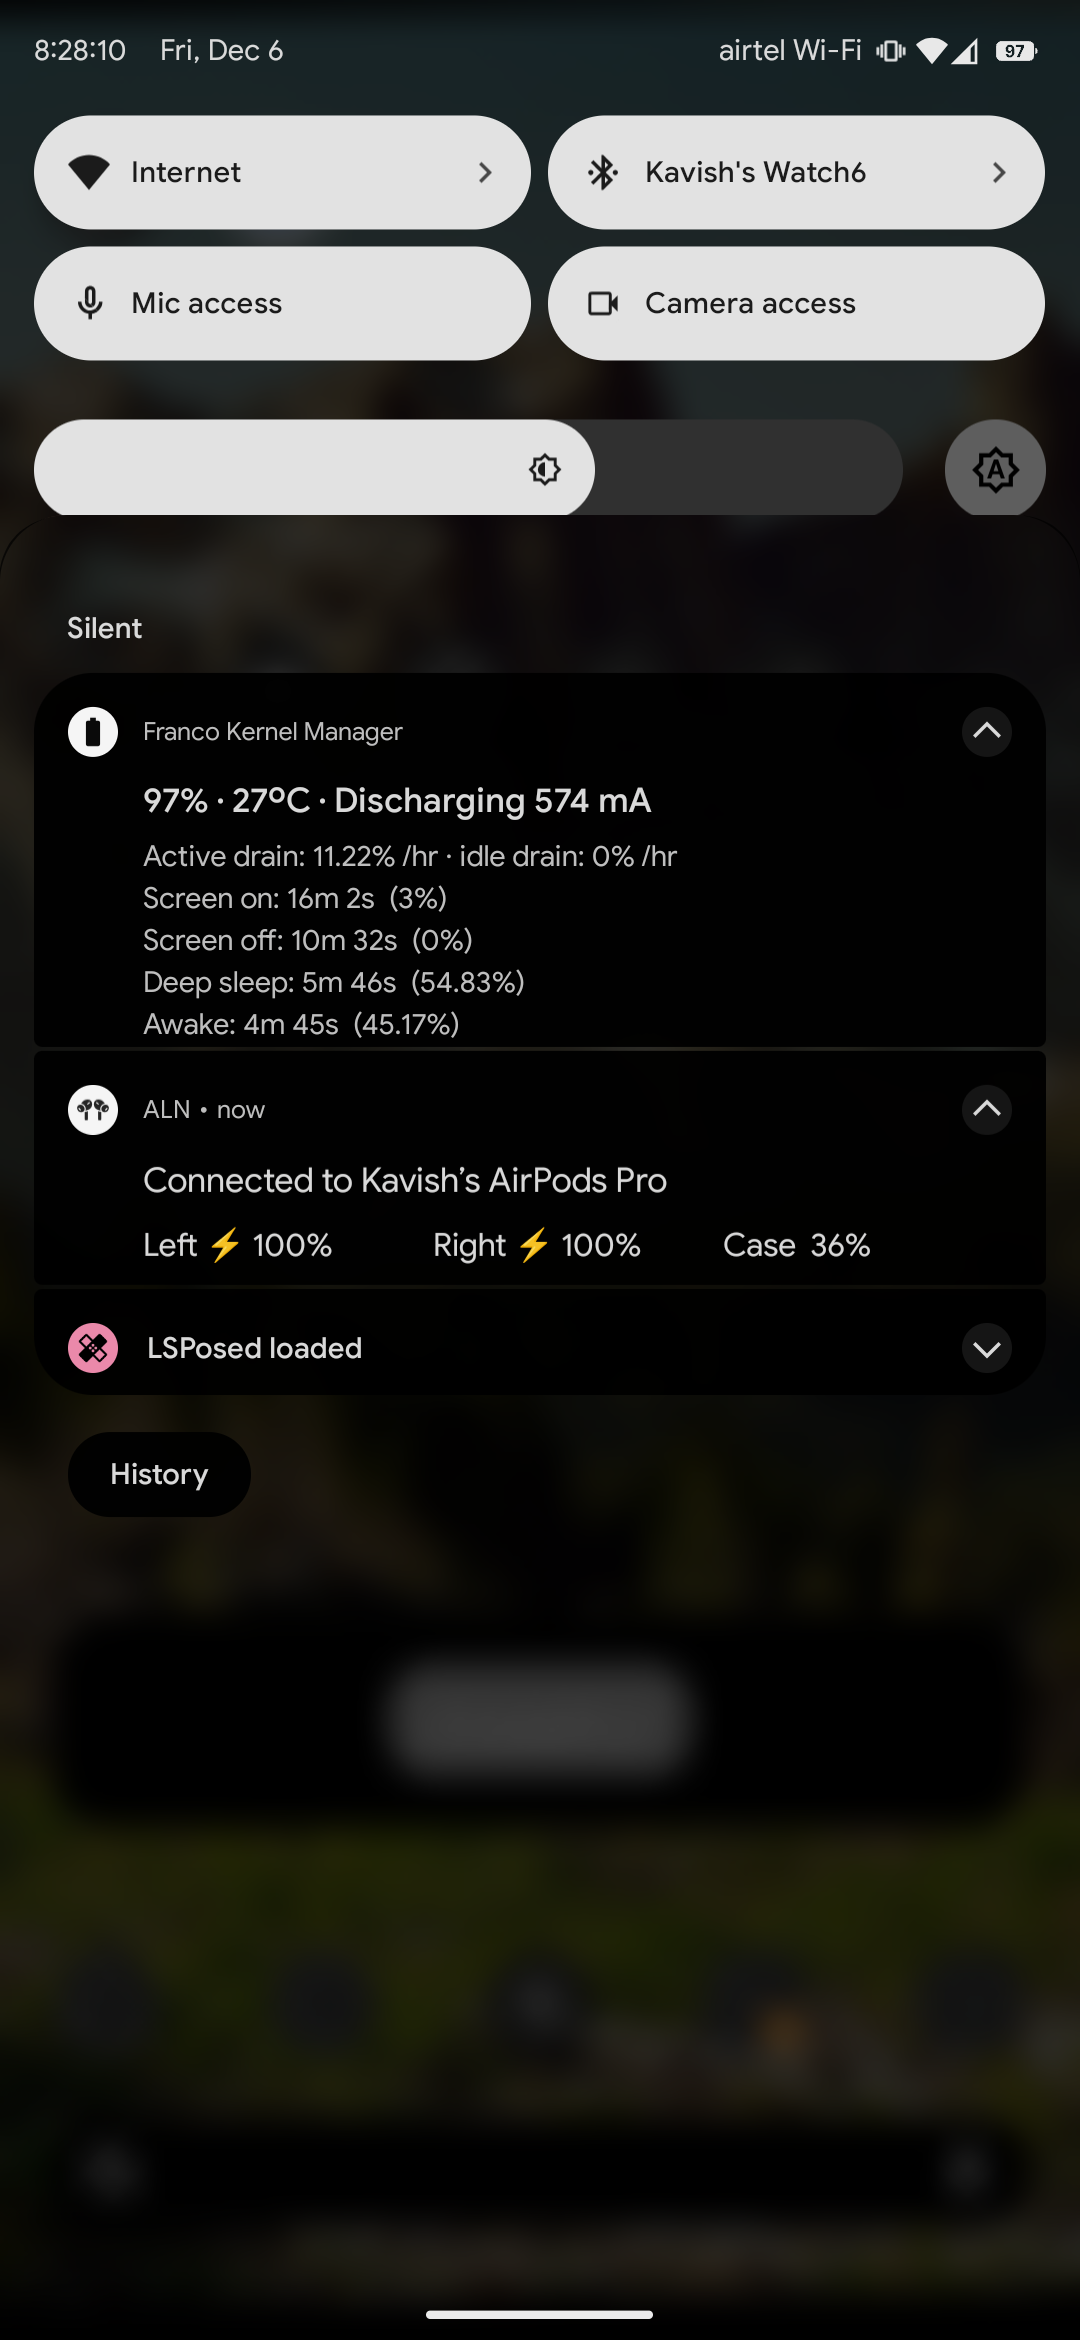 8:28:10 Fri, Dec 6 airtel Wi-Fi 97
Internet
Kavish's Watch6
Mic access
Camera access
A
Silent
Franco Kernel Manager
97% · 27ºC · Discharging 574 mA
Active drain: 11.22% /hr · idle drain: 0% /hr
Screen on: 16m 2s (3%)
Screen off: 10m 32s (0%)
Deep sleep: 5m 46s (54.83%)
Awake: 4m 45s (45.17%)
ALN • now
Connected to Kavish’s AirPods Pro
Left ⚡ 100% Right ⚡ 100% Case 36%
LSPosed loaded
History